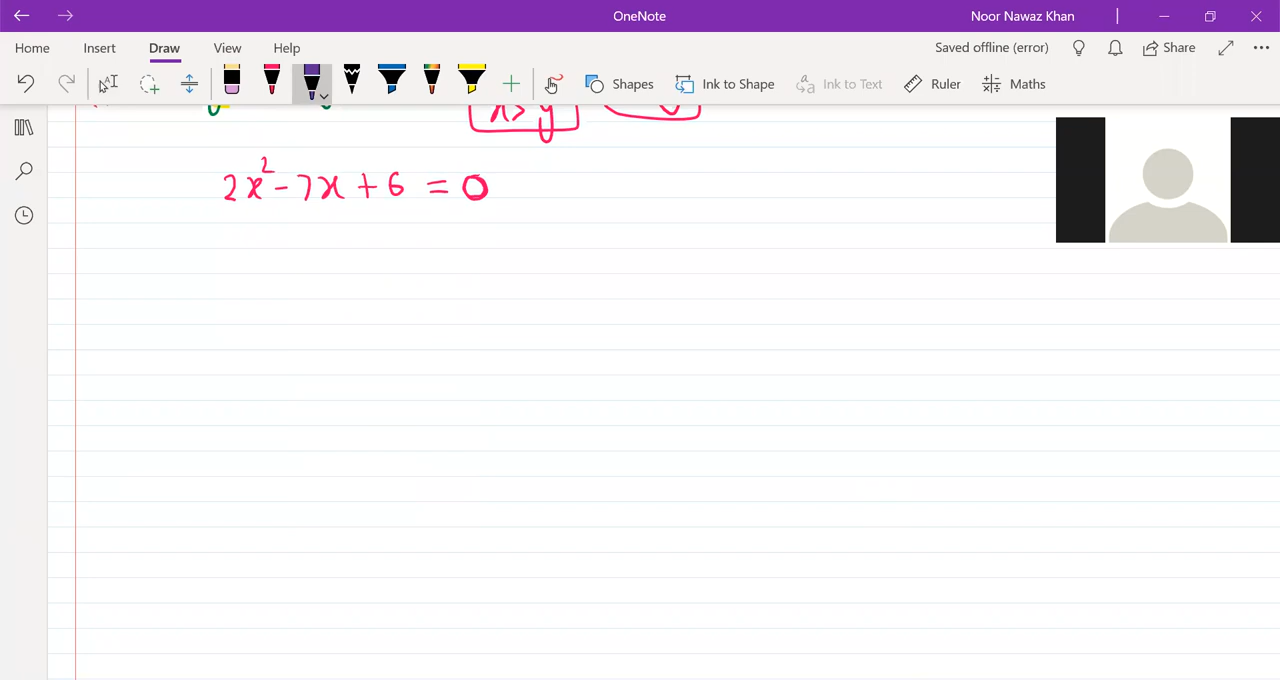 OneNote
Noor Nawaz Khan
Home Insert Draw View Help
Saved offline (error)
Share
Shapes
Ink to Shape
Ink to Text
Ruler
Maths
x > y
2x² - 7x + 6 = 0